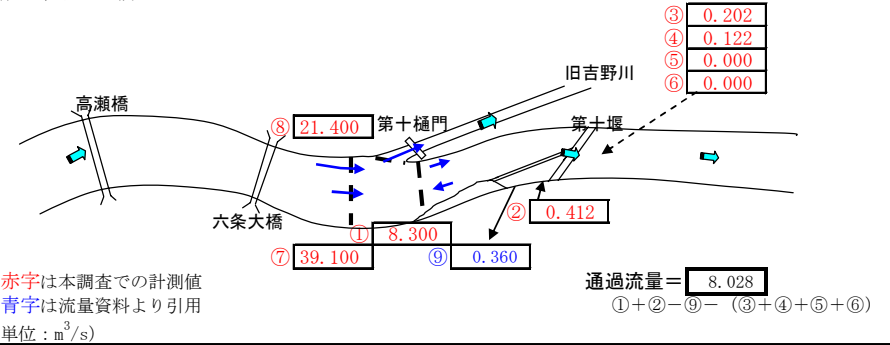 ③ 0.202
④ 0.122
⑤ 0.000
⑥ 0.000
旧吉野川
高瀬橋
⑧ 21.400
第十樋門
第十堰
六条大橋
② 0.412
① 8.300
⑦ 39.100
⑨ 0.360
赤字は本調査での計測値
青字は流量資料より引用
単位：m³/s)
通過流量＝ 8.028
①＋②－⑨－（③＋④＋⑤＋⑥）